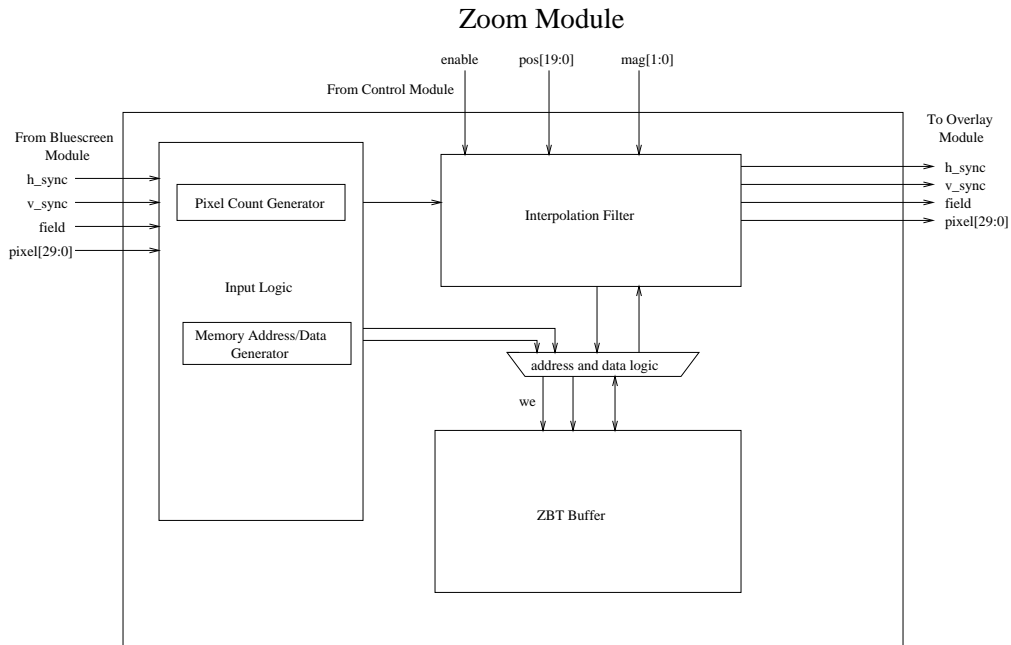 Zoom Module
enable
pos[19:0]
mag[1:0]
From Control Module
From Bluescreen
Module
h_sync
v_sync
field
pixel[29:0]
Pixel Count Generator
Input Logic
Memory Address/Data
Generator
Interpolation Filter
To Overlay
Module
h_sync
v_sync
field
pixel[29:0]
address and data logic
we
ZBT Buffer